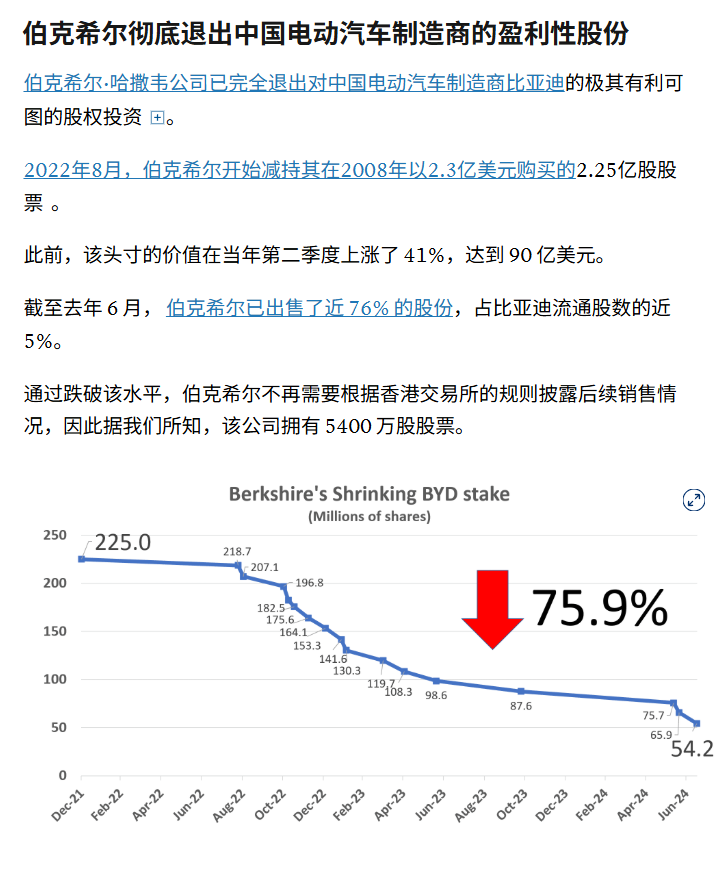 伯克希尔彻底退出中国电动汽车制造商的盈利性股份
伯克希尔·哈撒韦公司已完全退出对中国电动汽车制造商比亚迪的极其有利可
图的股权投资 。
2022年8月，伯克希尔开始减持其在2008年以2.3亿美元购买的2.25亿股股
票 。
此前，该头寸的价值在当年第二季度上涨了 41%，达到 90 亿美元。
截至去年 6 月， 伯克希尔已出售了近 76% 的股份，占比亚迪流通股数的近
5%。
通过跌破该水平，伯克希尔不再需要根据香港交易所的规则披露后续销售情
况，因此据我们所知，该公司拥有 5400 万股股票。
Berkshire's Shrinking BYD stake
(Millions of shares)
250
200
150
100
50
0
225.0
218.7
207.1
196.8
182.5
175.6
164.1
153.3
141.6
130.3
119.7
108.3
98.6
87.6
75.7
65.9
54.2
75.9%
Dec-21
Feb-22
Apr-22
Jun-22
Aug-22
Oct-22
Dec-22
Feb-23
Apr-23
Jun-23
Aug-23
Oct-23
Dec-23
Feb-24
Apr-24
Jun-24